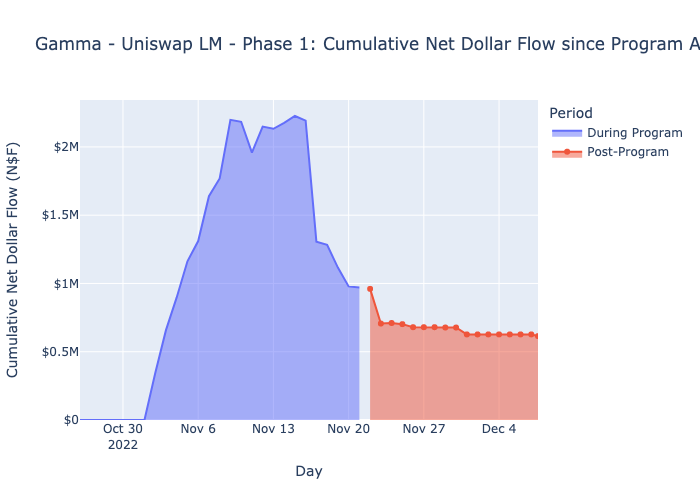 Gamma - Uniswap LM - Phase 1: Cumulative Net Dollar Flow since Program A
Period
During Program
Post-Program
Cumulative Net Dollar Flow (N$F)
$2M
$1.5M
$1M
$0.5M
$0
Oct 30
2022
Nov 6
Nov 13
Nov 20
Nov 27
Dec 4
Day